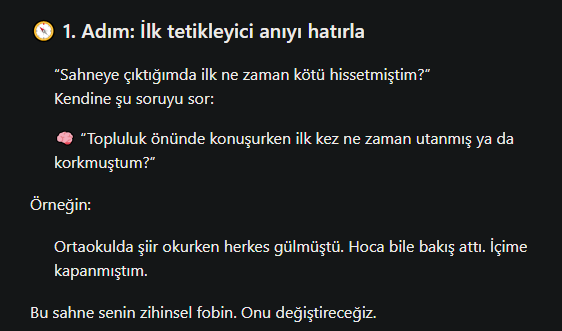 🧭 1. Adım: İlk tetikleyici anıyı hatırla
“Sahneye çıktığımda ilk ne zaman kötü hissetmiştim?”
Kendine şu soruyu sor:
🧠 “Topluluk önünde konuşurken ilk kez ne zaman utanmış ya da
korkmuştum?”
Örneğin:
Ortaokulda şiir okurken herkes gülmüştü. Hoca bile bakış attı. İçime
kapanmıştım.
Bu sahne senin zihinsel fobin. Onu değiştireceğiz.